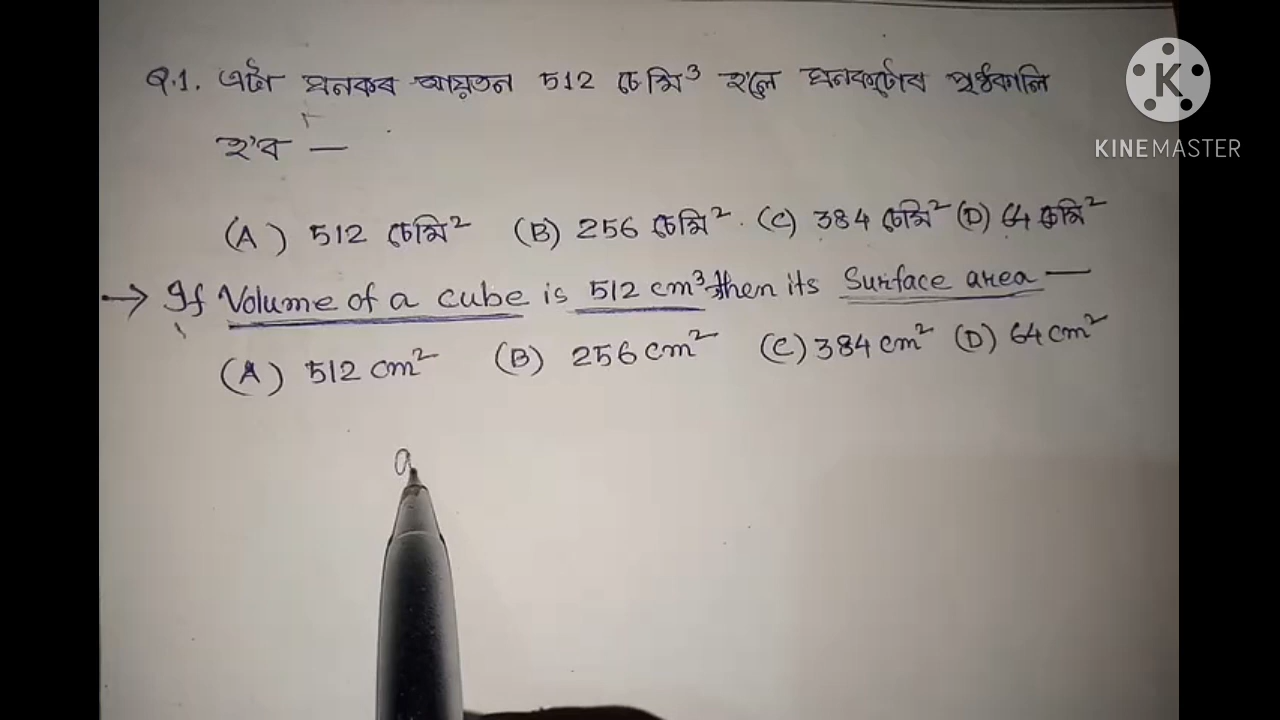 Q.1. এটা ঘনকৰ আয়তন 512 চেমি³ হ'লে ঘনকটোৰ পৃষ্ঠকালি
হ'ব —
(A) 512 চেমি² (B) 256 চেমি². (C) 384 চেমি² (D) 64 চেমি²
→ If Volume of a cube is 512 cm³ then its Surface area —
(A) 512 cm² (B) 256 cm² (C) 384 cm² (D) 64 cm²
a
K
KINEMASTER